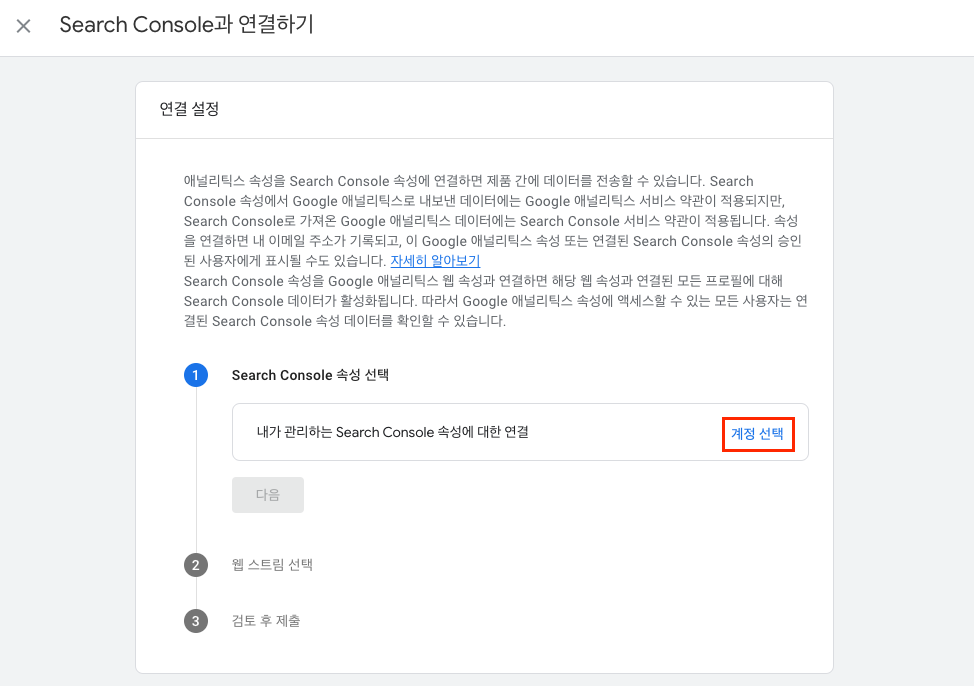 Search Console과 연결하기
연결 설정
애널리틱스 속성을 Search Console 속성에 연결하면 제품 간에 데이터를 전송할 수 있습니다. Search
Console 속성에서 Google 애널리틱스로 내보낸 데이터에는 Google 애널리틱스 서비스 약관이 적용되지만,
Search Console로 가져온 Google 애널리틱스 데이터에는 Search Console 서비스 약관이 적용됩니다. 속성
을 연결하면 내 이메일 주소가 기록되고, 이 Google 애널리틱스 속성 또는 연결된 Search Console 속성의 승인
된 사용자에게 표시될 수도 있습니다. 자세히 알아보기
Search Console 속성을 Google 애널리틱스 웹 속성과 연결하면 해당 웹 속성과 연결된 모든 프로필에 대해
Search Console 데이터가 활성화됩니다. 따라서 Google 애널리틱스 속성에 액세스할 수 있는 모든 사용자는 연
결된 Search Console 속성 데이터를 확인할 수 있습니다.
1 Search Console 속성 선택
내가 관리하는 Search Console 속성에 대한 연결 계정 선택
다음
2 웹 스트림 선택
3 검토 후 제출